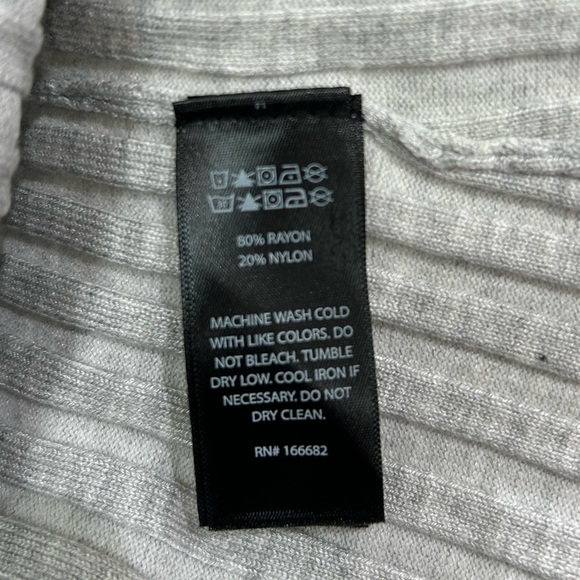 80% RAYON
20% NYLON
MACHINE WASH COLD
WITH LIKE COLORS. DO
NOT BLEACH. TUMBLE
DRY LOW. COOL IRON IF
NECESSARY. DO NOT
DRY CLEAN.
RN# 166682